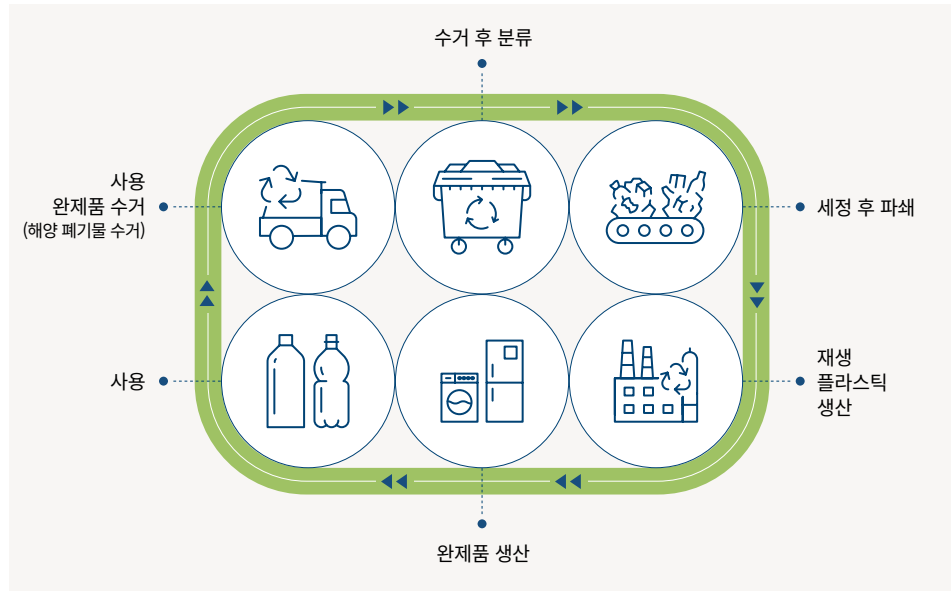 수거 후 분류
사용
완제품 수거
(해양 폐기물 수거)
세정 후 파쇄
사용
재생
플라스틱
생산
완제품 생산